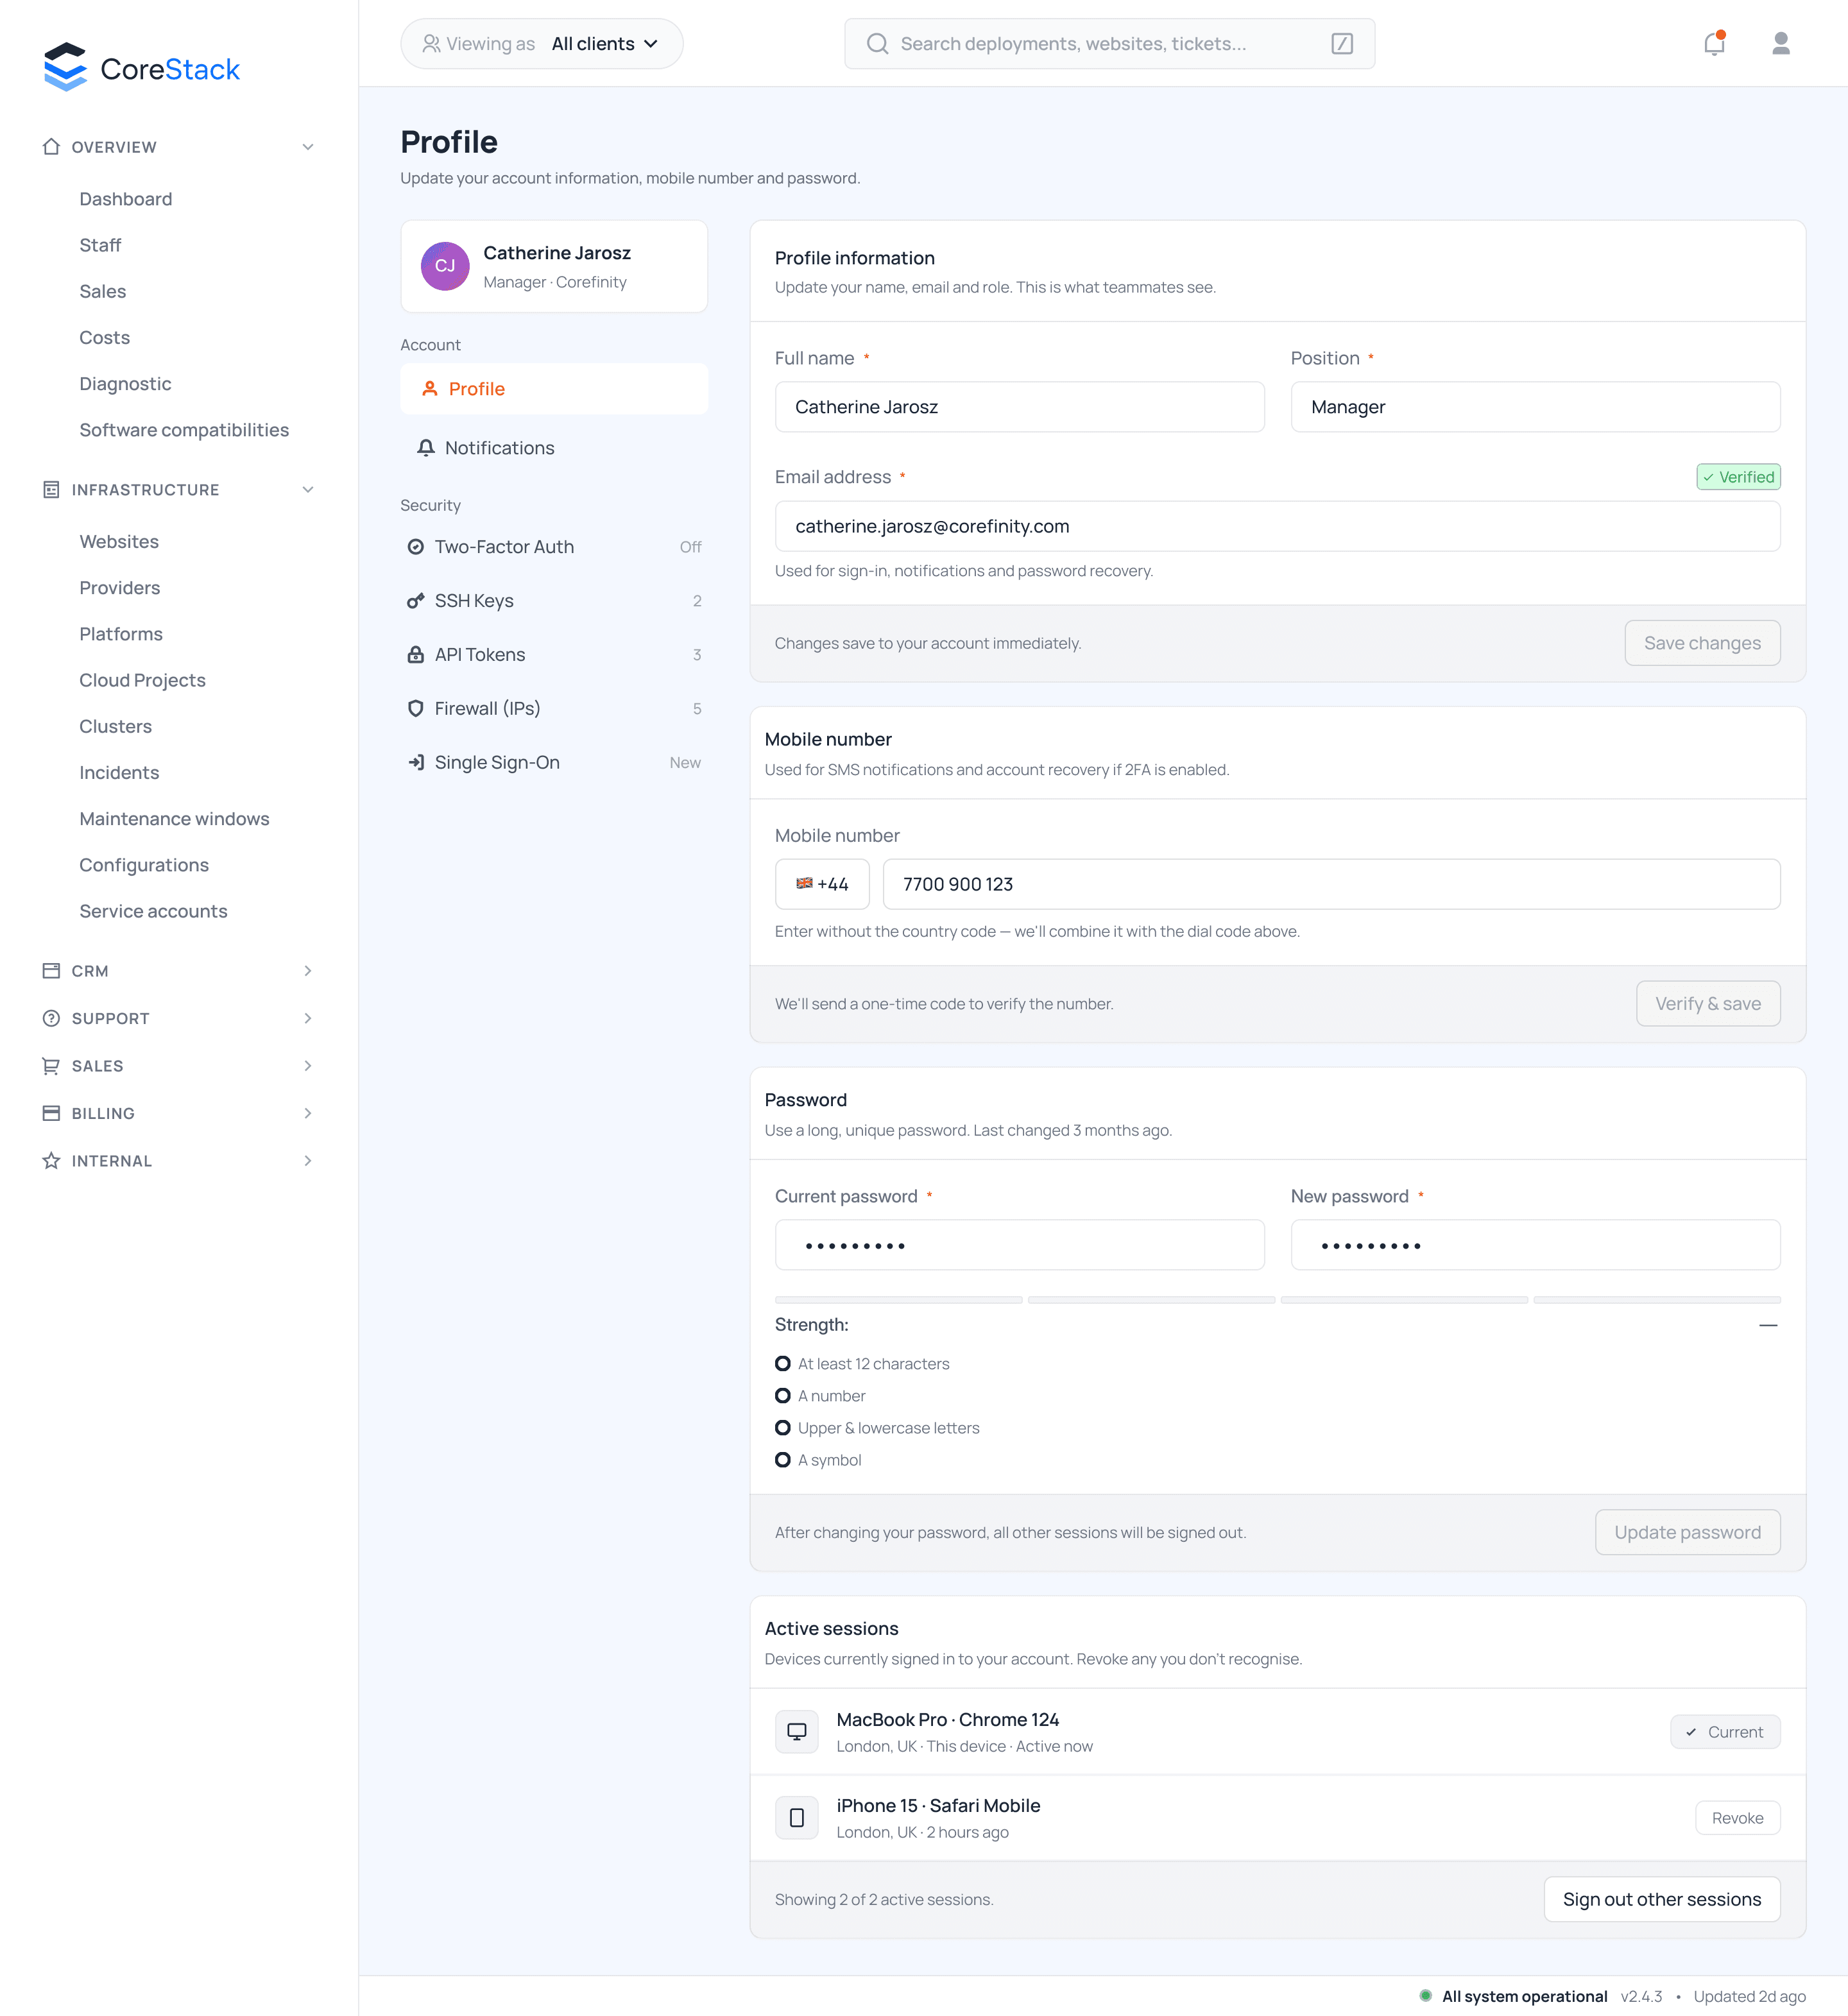 CoreStack
OVERVIEW
Dashboard
Staff
Sales
Costs
Diagnostic
Software compatibilities
INFRASTRUCTURE
Websites
Providers
Platforms
Cloud Projects
Clusters
Incidents
Maintenance windows
Configurations
Service accounts
CRM
SUPPORT
SALES
BILLING
INTERNAL
Viewing as All clients
Search deployments, websites, tickets... /
Profile
Update your account information, mobile number and password.
CJ
Catherine Jarosz
Manager · Corefinity
Account
Profile
Notifications
Security
Two-Factor Auth Off
SSH Keys 2
API Tokens 3
Firewall (IPs) 5
Single Sign-On New
Profile information
Update your name, email and role. This is what teammates see.
Full name * Position *
Catherine Jarosz Manager
Email address * ✓ Verified
catherine.jarosz@corefinity.com
Used for sign-in, notifications and password recovery.
Changes save to your account immediately. Save changes
Mobile number
Used for SMS notifications and account recovery if 2FA is enabled.
Mobile number
🇬🇧 +44 7700 900 123
Enter without the country code — we'll combine it with the dial code above.
We'll send a one-time code to verify the number. Verify & save
Password
Use a long, unique password. Last changed 3 months ago.
Current password * New password *
••••••••• •••••••••
Strength: —
At least 12 characters
A number
Upper & lowercase letters
A symbol
After changing your password, all other sessions will be signed out. Update password
Active sessions
Devices currently signed in to your account. Revoke any you don't recognise.
MacBook Pro · Chrome 124
London, UK · This device · Active now
✓ Current
iPhone 15 · Safari Mobile
London, UK · 2 hours ago
Revoke
Showing 2 of 2 active sessions. Sign out other sessions
All system operational v2.4.3 • Updated 2d ago